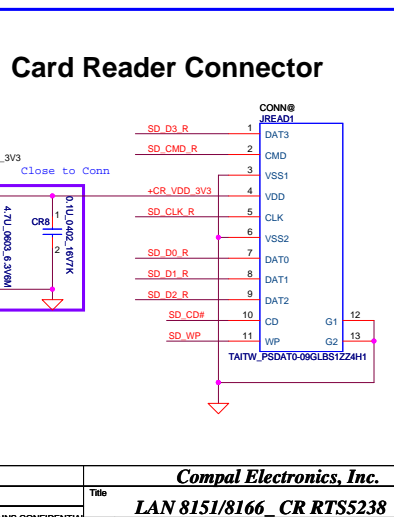 Card Reader Connector
CONN@
JREAD1
_3V3
Close to Conn
SD_D3_R 1 DAT3
SD_CMD_R 2 CMD
3 VSS1
+CR_VDD_3V3 4 VDD
SD_CLK_R 5 CLK
6 VSS2
SD_D0_R 7 DAT0
SD_D1_R 8 DAT1
SD_D2_R 9 DAT2
SD_CD# 10 CD G1 12
SD_WP 11 WP G2 13
TAITW_PSDAT0-09GLBS1ZZ4H1
4.7U_0603_6.3V6M
CR8
1
2
0.1U_0402_16V7K
Compal Electronics, Inc.
Title
LAN 8151/8166_ CR RTS5238